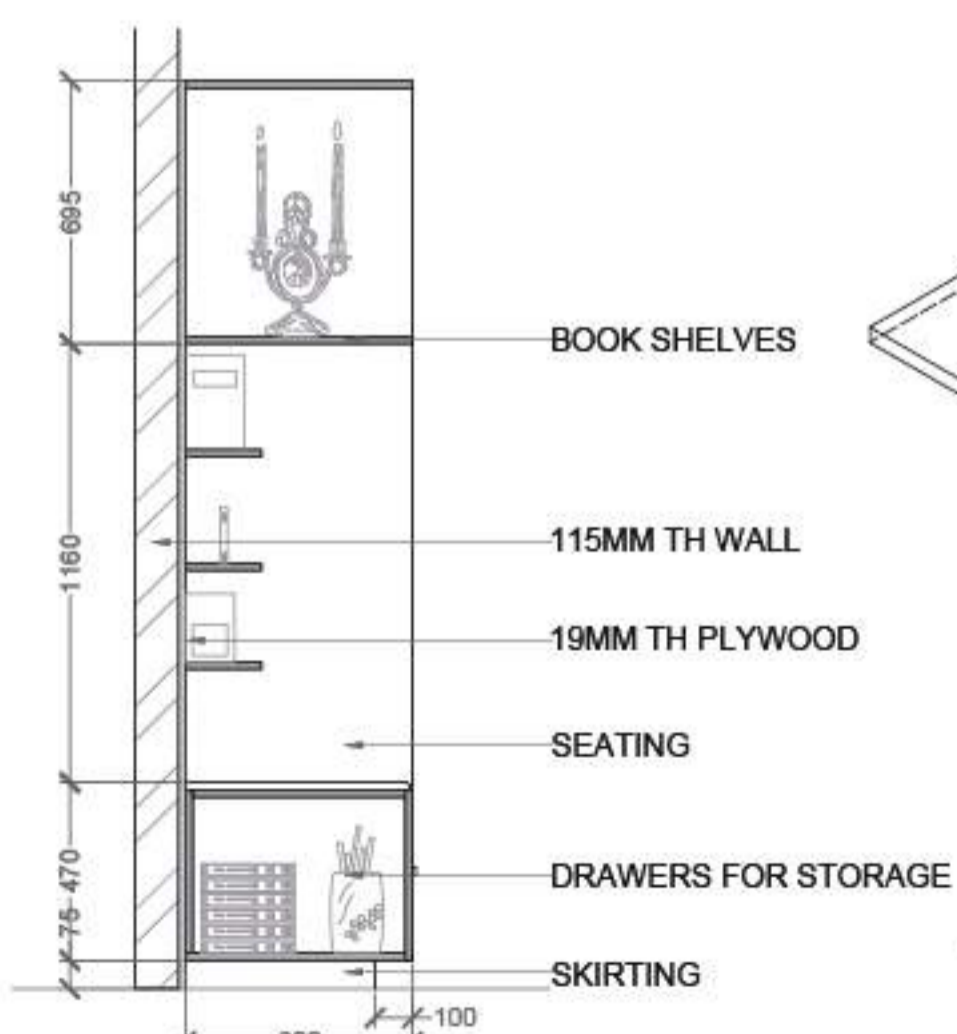 695
BOOK SHELVES
1160
115MM TH WALL
19MM TH PLYWOOD
SEATING
470
DRAWERS FOR STORAGE
75
SKIRTING
100